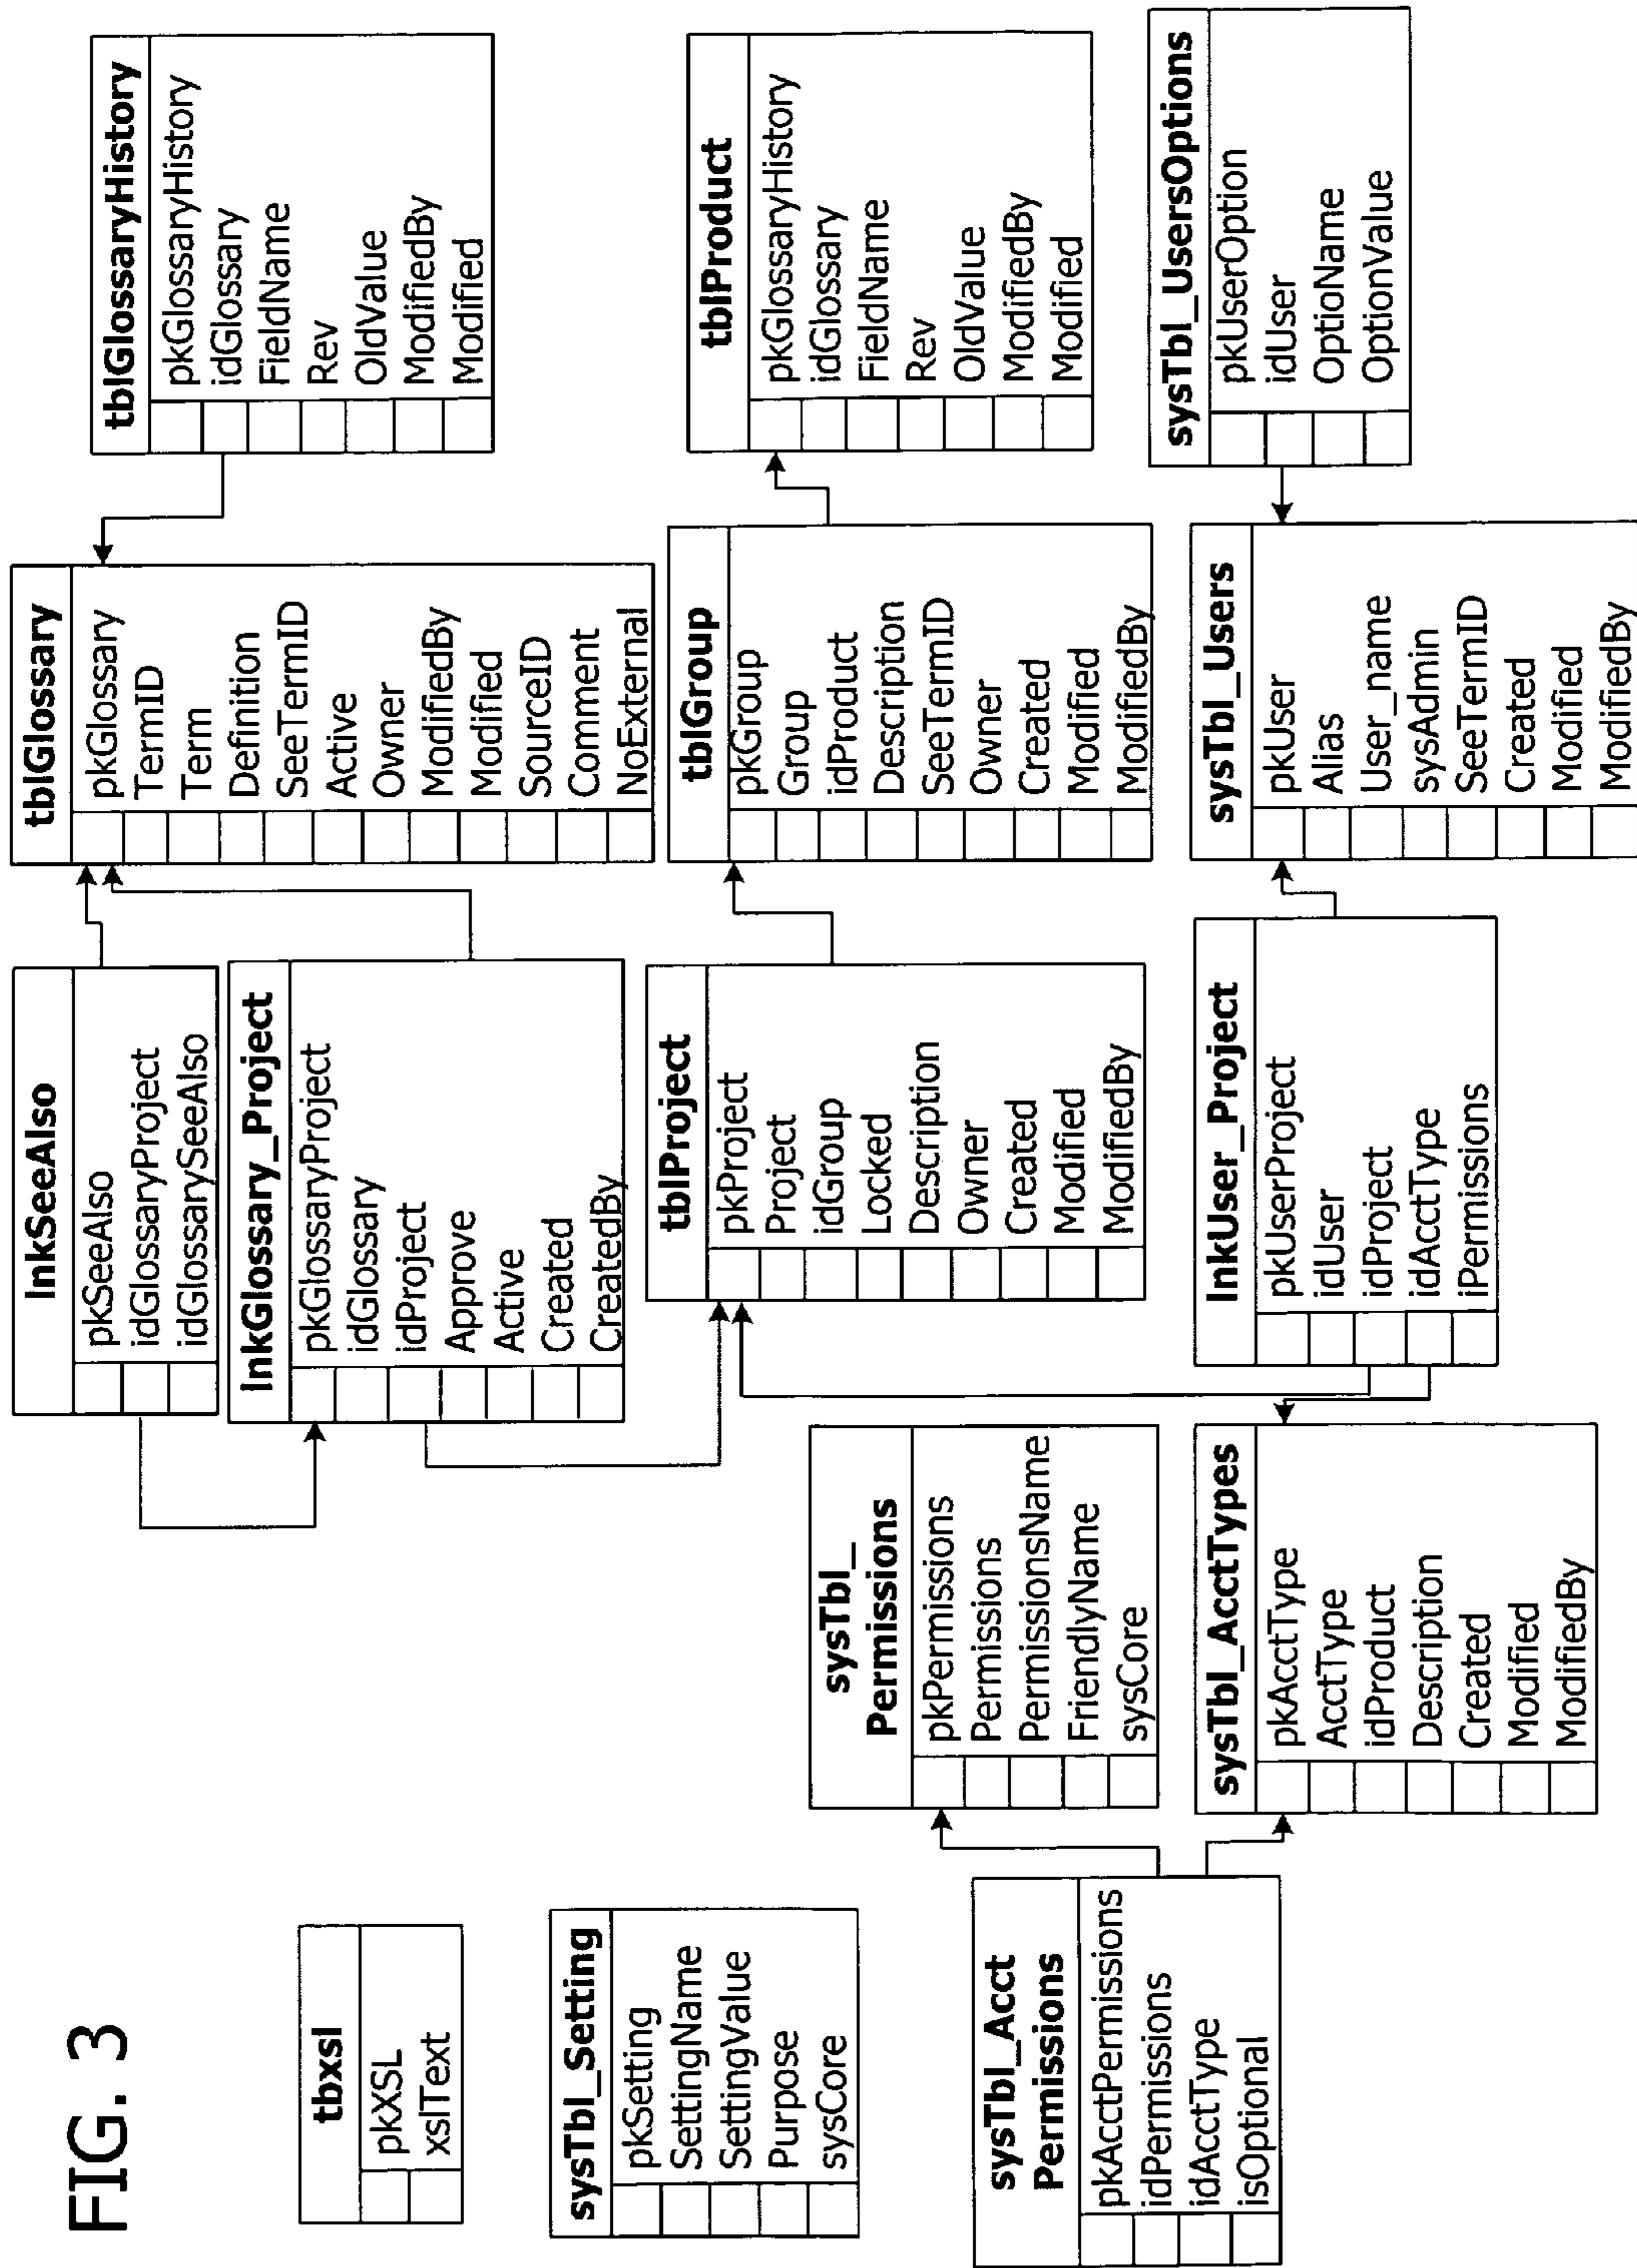 FIG. 3
tbxsl
pkXSL
xslText
sysTbl_Setting
pkSetting
SettingName
SettingValue
Purpose
sysCore
sysTbl_Acct
Permissions
pkAcctPermissions
idPermissions
idAcctType
isOptional
lnkSeeAlso
pkSeeAlso
idGlossaryProject
idGlossarySeeAlso
lnkGlossary_Project
pkGlossaryProject
idGlossary
idProject
Approve
Active
Created
CreatedBy
sysTbl_
Permissions
pkPermissions
Permissions
PermissionsName
FriendlyName
sysCore
sysTbl_AcctTypes
pkAcctType
AcctType
idProduct
Description
Created
Modified
ModifiedBy
tblProject
pkProject
Project
idGroup
Locked
Description
Owner
Created
Modified
ModifiedBy
lnkUser_Project
pkUserProject
idUser
idProject
idAcctType
iPermissions
tblGlossary
pkGlossary
TermID
Term
Definition
SeeTermID
Active
Owner
ModifiedBy
Modified
SourceID
Comment
NoExternal
tblGroup
pkGroup
Group
idProduct
Description
SeeTermID
Owner
Created
Modified
ModifiedBy
sysTbl_Users
pkUser
Alias
User_name
sysAdmin
SeeTermID
Created
Modified
ModifiedBy
tblGlossaryHistory
pkGlossaryHistory
idGlossary
FieldName
Rev
OldValue
ModifiedBy
Modified
tblProduct
pkGlossaryHistory
idGlossary
FieldName
Rev
OldValue
ModifiedBy
Modified
sysTbl_UsersOptions
pkUserOption
idUser
OptioName
OptionValue